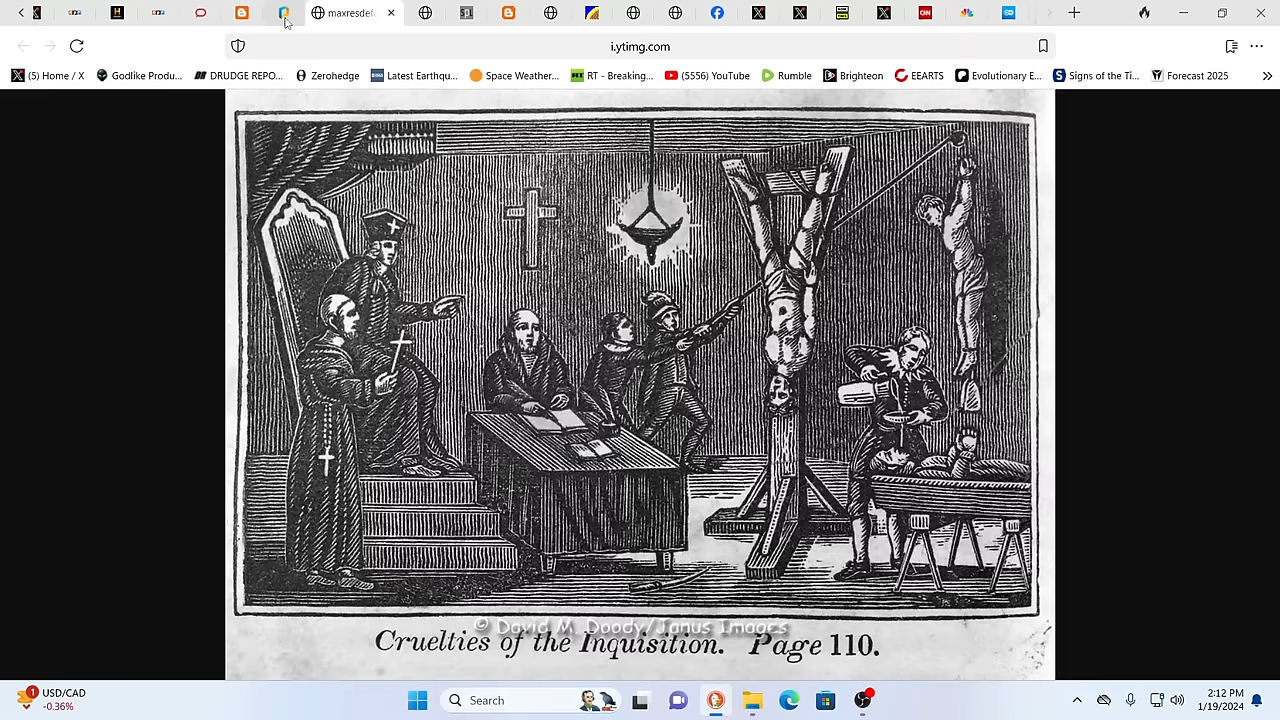 maxresdef
i.ytimg.com
(5) Home / X
Godlike Produ...
DRUDGE REPO...
Zerohedge
Latest Earthqu...
Space Weather...
RT - Breaking...
(5556) YouTube
Rumble
Brighteon
EEARTS
Evolutionary E...
Signs of the Ti...
Forecast 2025
© David M. Doody/Janus Images
Cruelties of the Inquisition. Page 110.
1
USD/CAD
-0.36%
Search
2:12 PM
1/19/2024